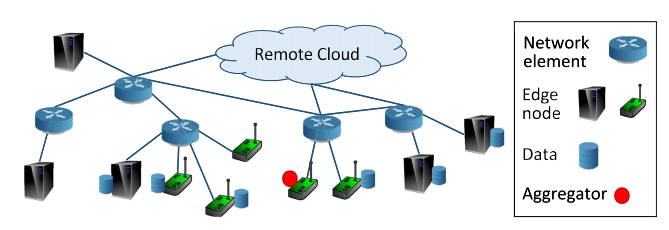 Remote Cloud
Network
element
Edge
node
Data
Aggregator